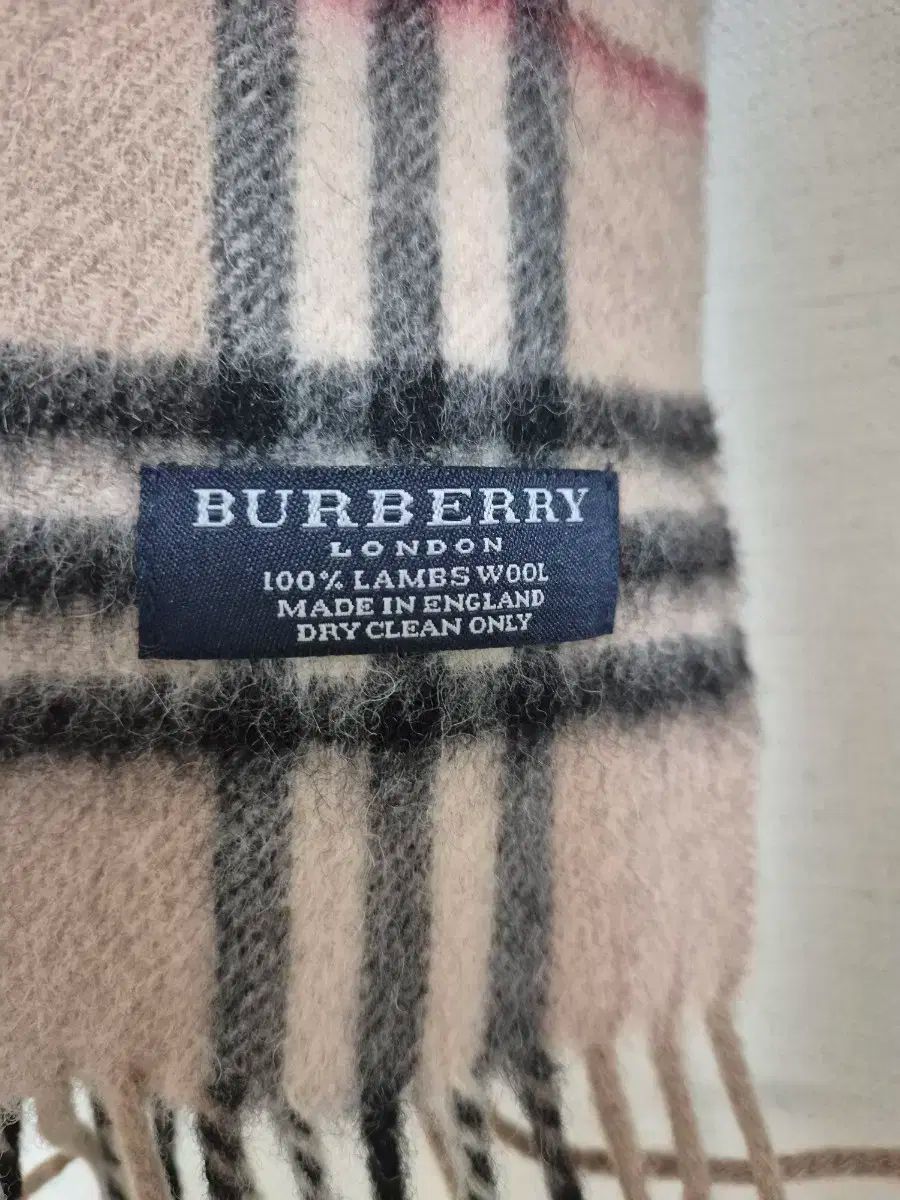 BURBERRY
LONDON
100% LAMBS WOOL
MADE IN ENGLAND
DRY CLEAN ONLY